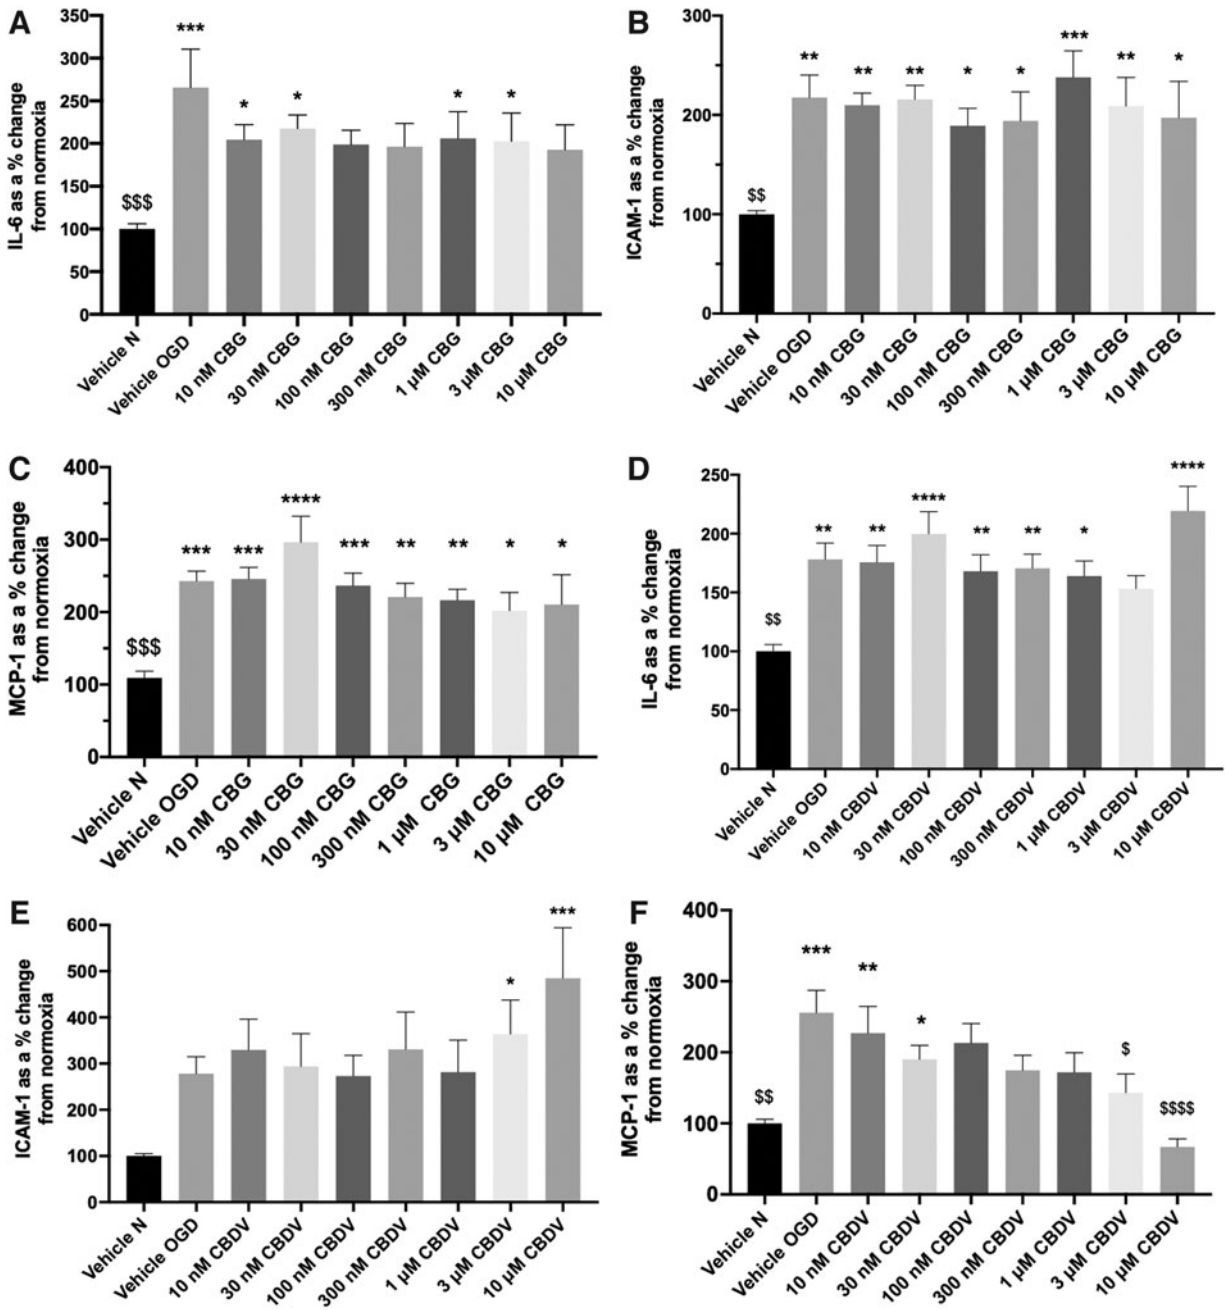 A
IL-6 as a % change
from normoxia
350
300
250
200
150
100
50
0
$$$
***
*
*
*
*
Vehicle N
Vehicle OGD
10 nM CBG
30 nM CBG
100 nM CBG
300 nM CBG
1 µM CBG
3 µM CBG
10 µM CBG
B
ICAM-1 as a % change
from normoxia
300
200
100
0
$$
**
**
**
*
*
***
**
*
Vehicle N
Vehicle OGD
10 nM CBG
30 nM CBG
100 nM CBG
300 nM CBG
1 µM CBG
3 µM CBG
10 µM CBG
C
MCP-1 as a % change
from normoxia
400
300
200
100
0
$$$
***
***
****
***
**
**
*
*
Vehicle N
Vehicle OGD
10 nM CBG
30 nM CBG
100 nM CBG
300 nM CBG
1 µM CBG
3 µM CBG
10 µM CBG
D
IL-6 as a % change
from normoxia
250
200
150
100
50
0
$$
**
**
****
**
**
*
****
Vehicle N
Vehicle OGD
10 nM CBDV
30 nM CBDV
100 nM CBDV
300 nM CBDV
1 µM CBDV
3 µM CBDV
10 µM CBDV
E
ICAM-1 as a % change
from normoxia
600
500
400
300
200
100
0
*
***
Vehicle N
Vehicle OGD
10 nM CBDV
30 nM CBDV
100 nM CBDV
300 nM CBDV
1 µM CBDV
3 µM CBDV
10 µM CBDV
F
MCP-1 as a % change
from normoxia
400
300
200
100
0
$$
***
**
*
$
$$$$
Vehicle N
Vehicle OGD
10 nM CBDV
30 nM CBDV
100 nM CBDV
300 nM CBDV
1 µM CBDV
3 µM CBDV
10 µM CBDV